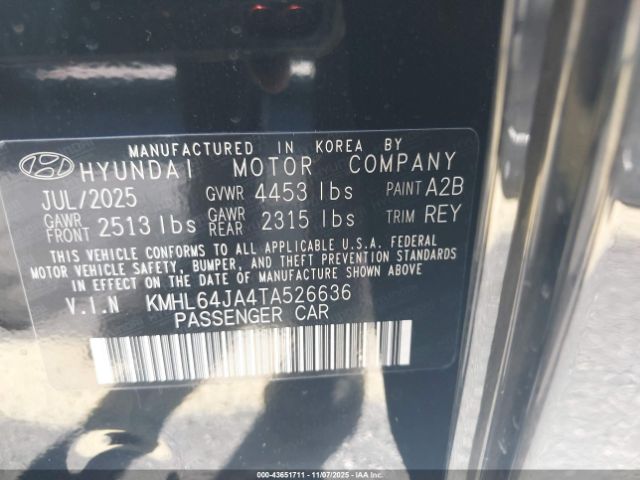 MANUFACTURED IN KOREA BY
HYUNDAI MOTOR COMPANY
JUL/2025 GVWR 4453 lbs PAINT A2B
GAWR FRONT 2513 lbs GAWR REAR 2315 lbs TRIM REY
THIS VEHICLE CONFORMS TO ALL APPLICABLE U.S.A. FEDERAL
MOTOR VEHICLE SAFETY, BUMPER, AND THEFT PREVENTION STANDARDS
IN EFFECT ON THE DATE OF MANUFACTURE SHOWN ABOVE.
V.I.N KMHL64JA4TA526636
PASSENGER CAR
000-43651711 - 11/07/2025 - IAAI.COM